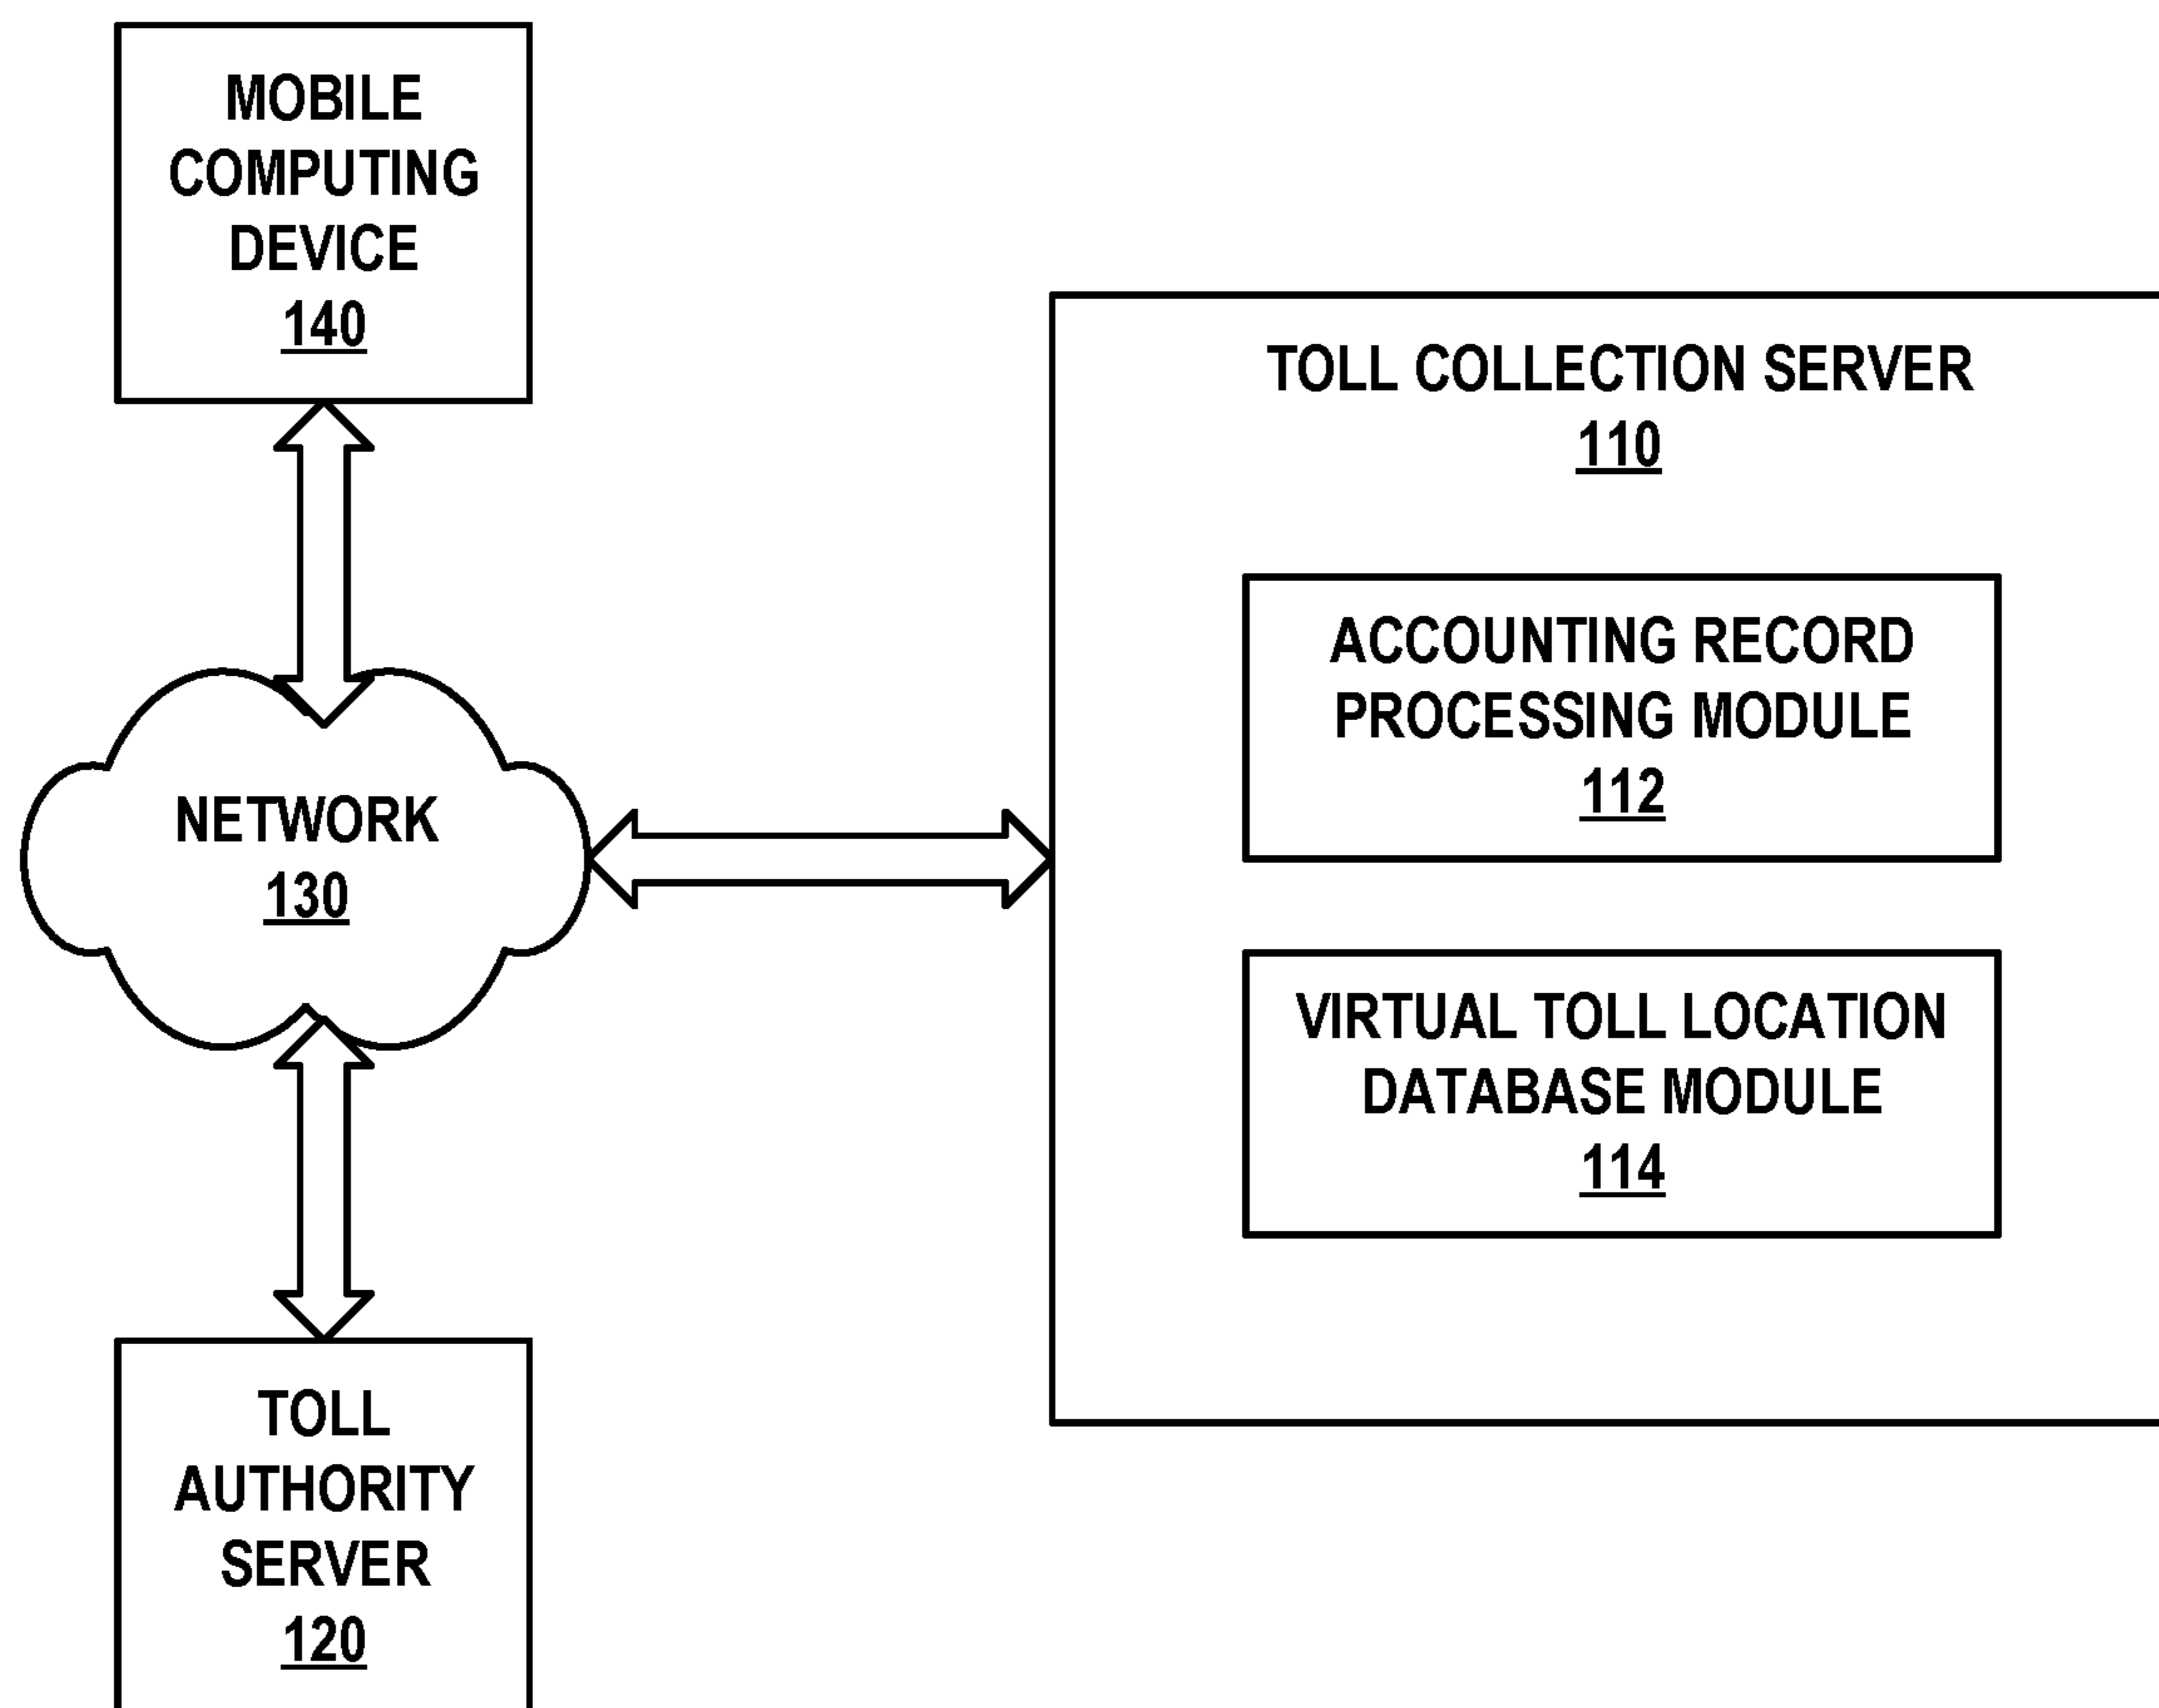 MOBILE
COMPUTING
DEVICE
140
TOLL COLLECTION SERVER
110
ACCOUNTING RECORD
PROCESSING MODULE
112
NETWORK
130
VIRTUAL TOLL LOCATION
DATABASE MODULE
114
TOLL
AUTHORITY
SERVER
120